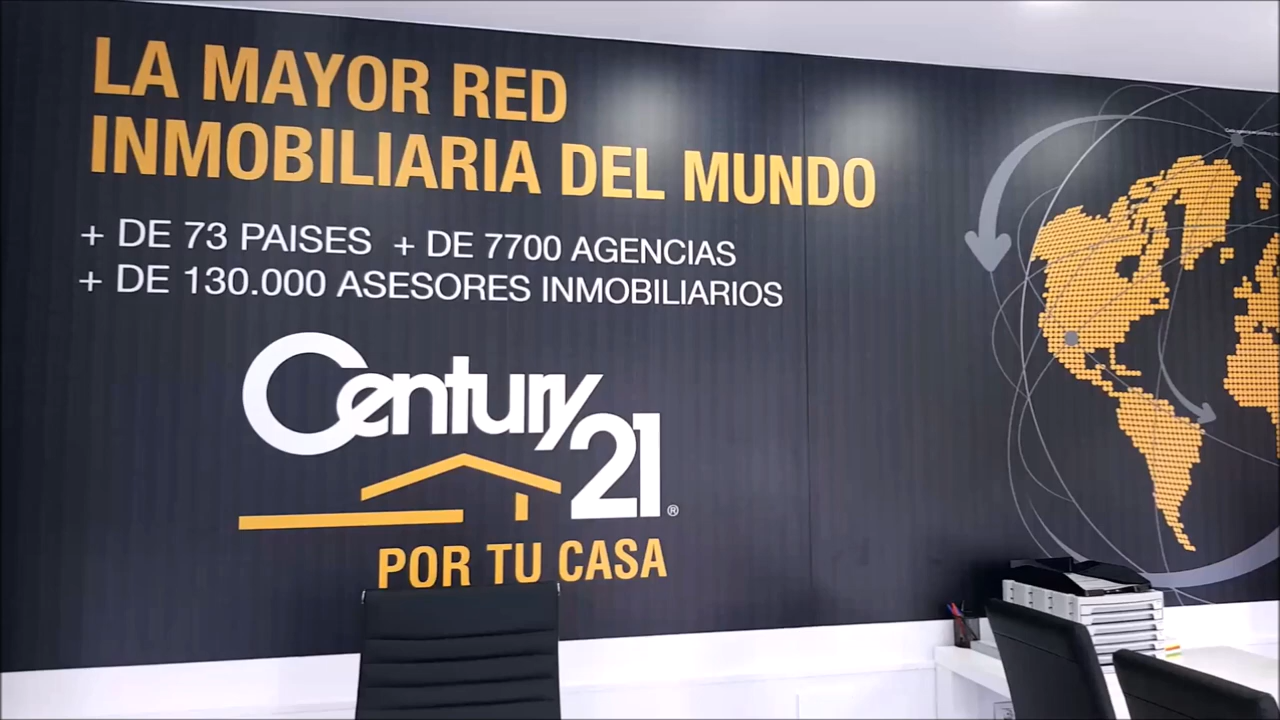 LA MAYOR RED
INMOBILIARIA DEL MUNDO
+ DE 73 PAISES + DE 7700 AGENCIAS
+ DE 130.000 ASESORES INMOBILIARIOS
Century
21®
POR TU CASA